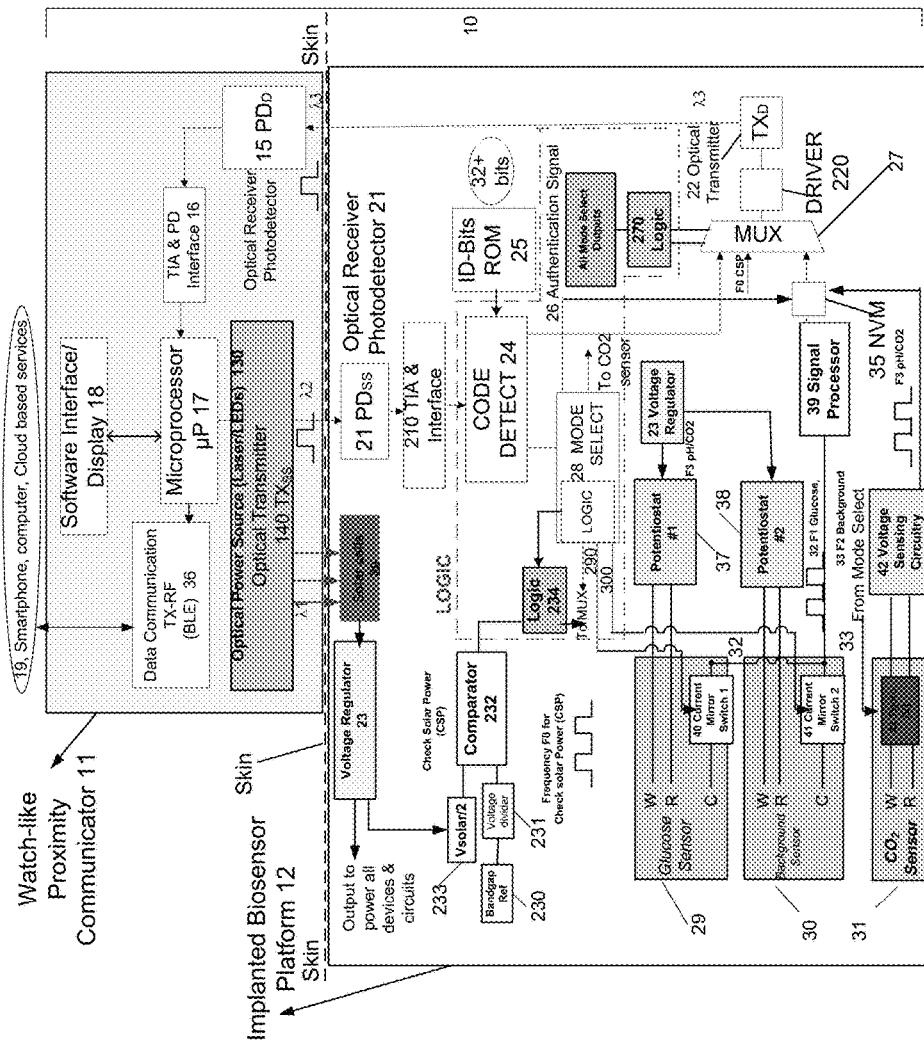 19, Smartphone, computer, Cloud based services
Watch-like
Proximity
Communicator 11
Software Interface/
Display 18
Data Communication
TX-RF
(BLE) 36
Microprocessor
µP 17
TIA & PD
Interface 16
15 PDD
Optical Receiver
Photodetector
Optical Power Source (Laser/LEDs) 130
Optical Transmitter
140 TXSS
λ1
λ2
λ3
Skin
Skin
Skin
10
Implanted Biosensor
Platform 12
Optical Receiver
Photodetector 21
21 PDSS
210 TIA &
Interface
Voltage Regulator
23
Output to
power all
devices &
circuits
Check Solar Power
(CSP)
Vsolar/2
233
Comparator
232
Voltage
divider
231
Bandgap
Ref
230
Frequency F0 for
Check solar Power (CSP)
LOGIC
Logic
234
To MUX
CODE
DETECT 24
ID-Bits
ROM
25
32+
bits
26 Authentication Signal
All Mode Select
Outputs
270
Logic
28 MODE
SELECT
LOGIC
To CO2
sensor
290
300
22 Optical
Transmitter
λ3
TXD
DRIVER
220
MUX
27
F0 CSP
35 NVM
F3 pH/CO2
39 Signal
Processor
23 Voltage
Regulator
F3 pH/CO2
Potentiostat
#1
37
Potentiostat
#2
38
32 F1 Glucose,
33 F2 Background
From Mode Select
33
32
40 Current
Mirror
Switch 1
41 Current
Mirror
Switch 2
42 Voltage
Sensing
Circuitry
W
R
C
Glucose
Sensor
29
W
R
C
Background
Sensor
30
W
R
CO2
Sensor
31